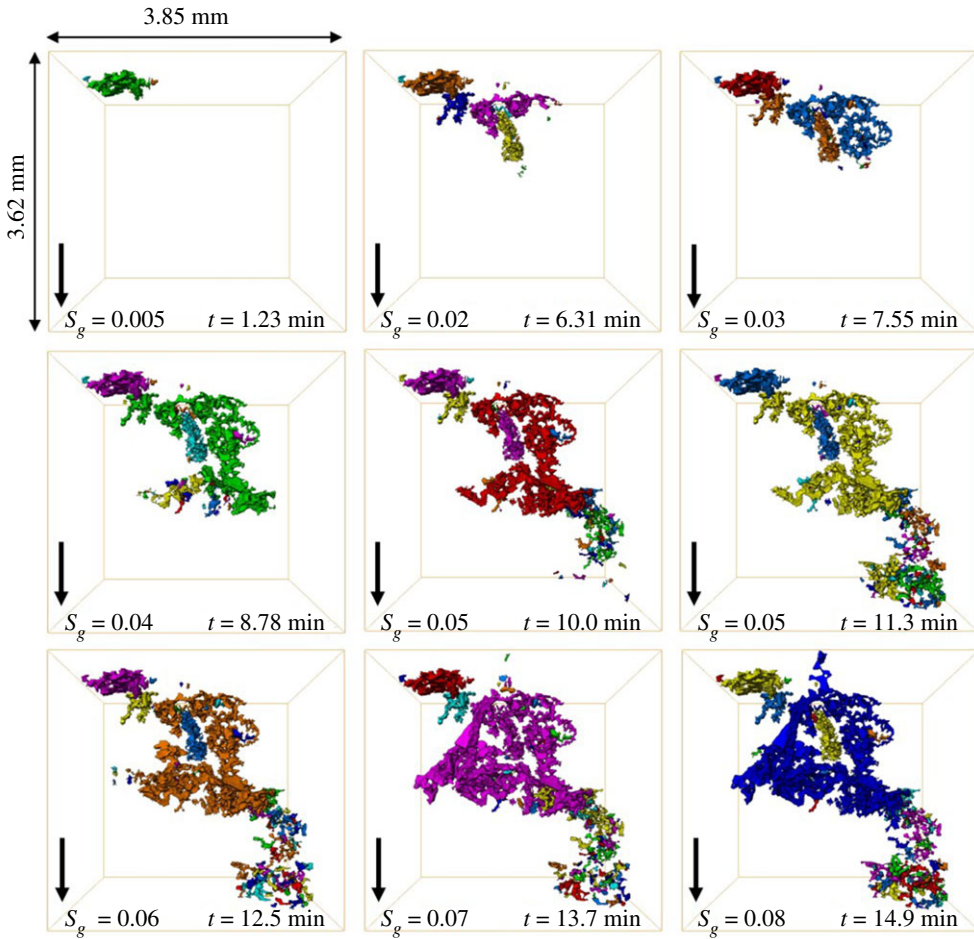 3.85 mm
3.62 mm
S_g = 0.005 t = 1.23 min
S_g = 0.02 t = 6.31 min
S_g = 0.03 t = 7.55 min
S_g = 0.04 t = 8.78 min
S_g = 0.05 t = 10.0 min
S_g = 0.05 t = 11.3 min
S_g = 0.06 t = 12.5 min
S_g = 0.07 t = 13.7 min
S_g = 0.08 t = 14.9 min